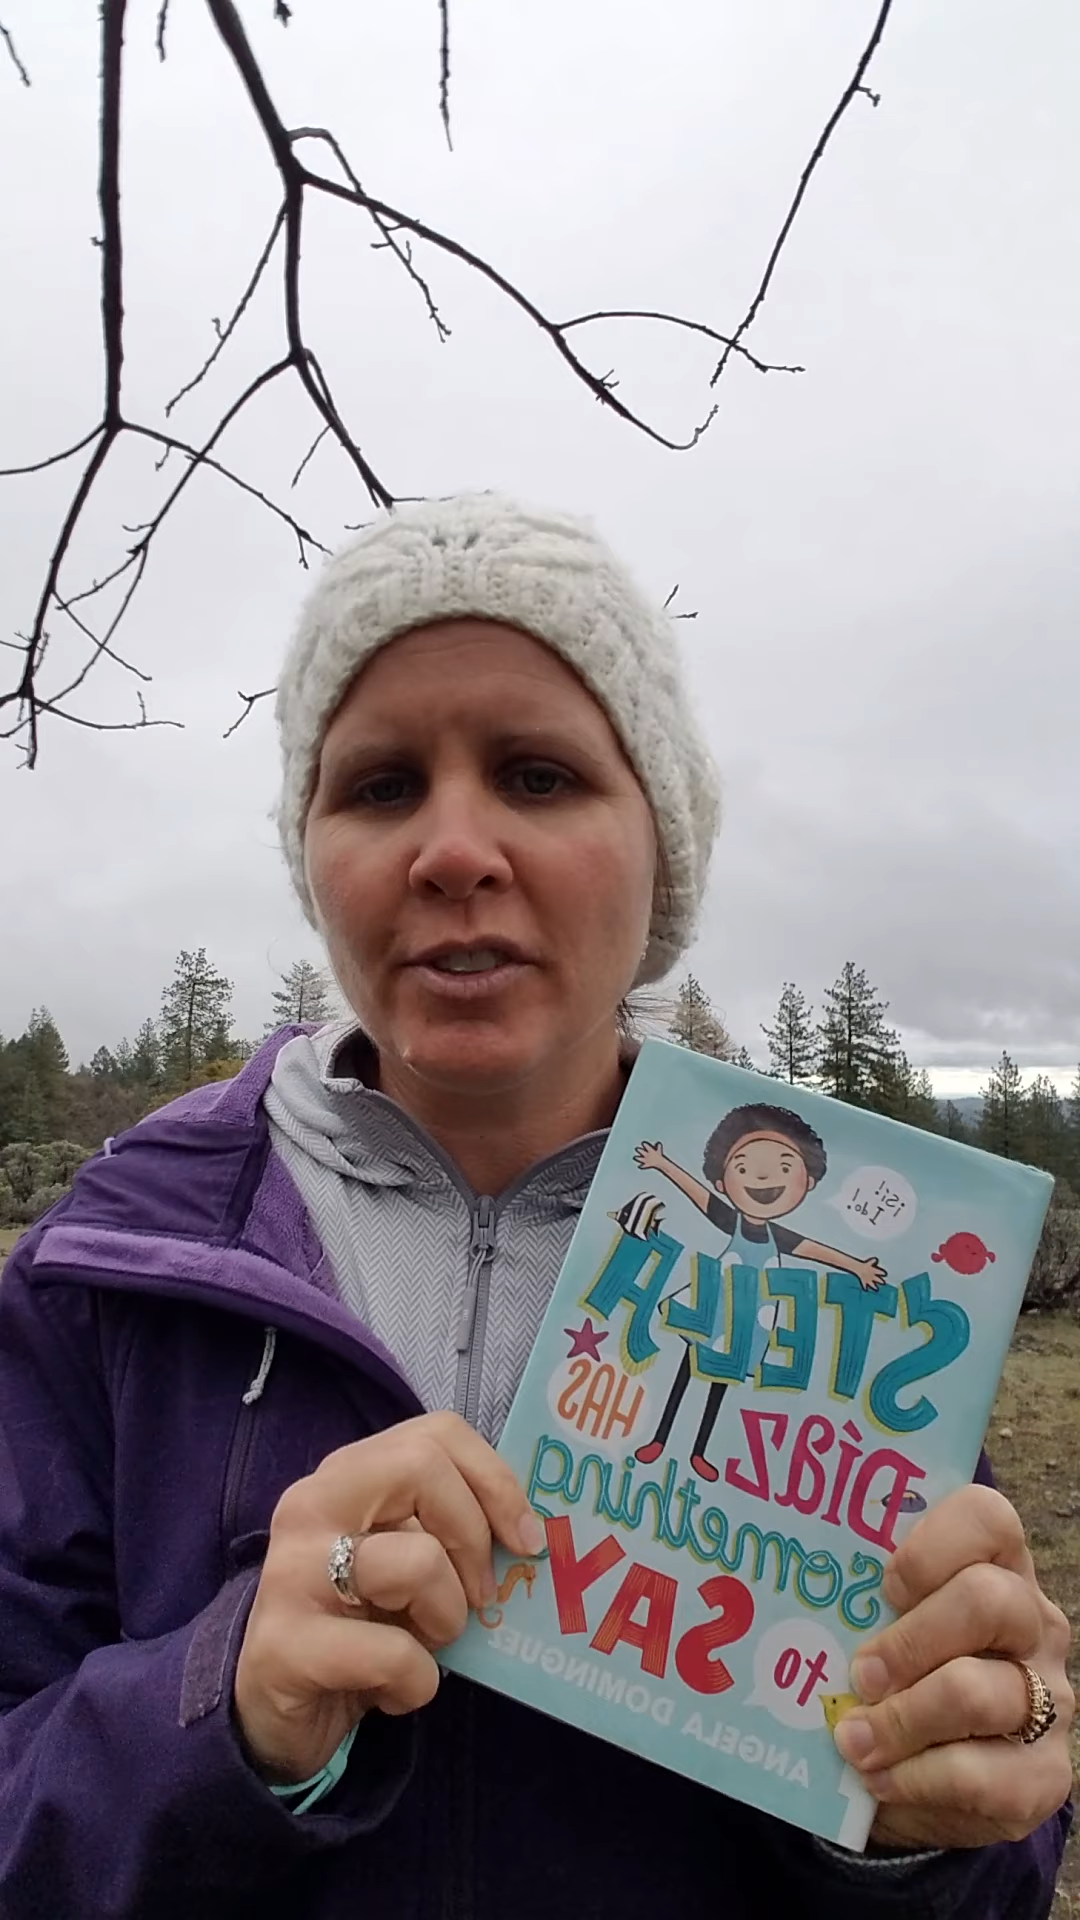 ¡Sí!
I do!
STELLA
Díaz HAS
something
to SAY
ANGELA DOMINGUEZ